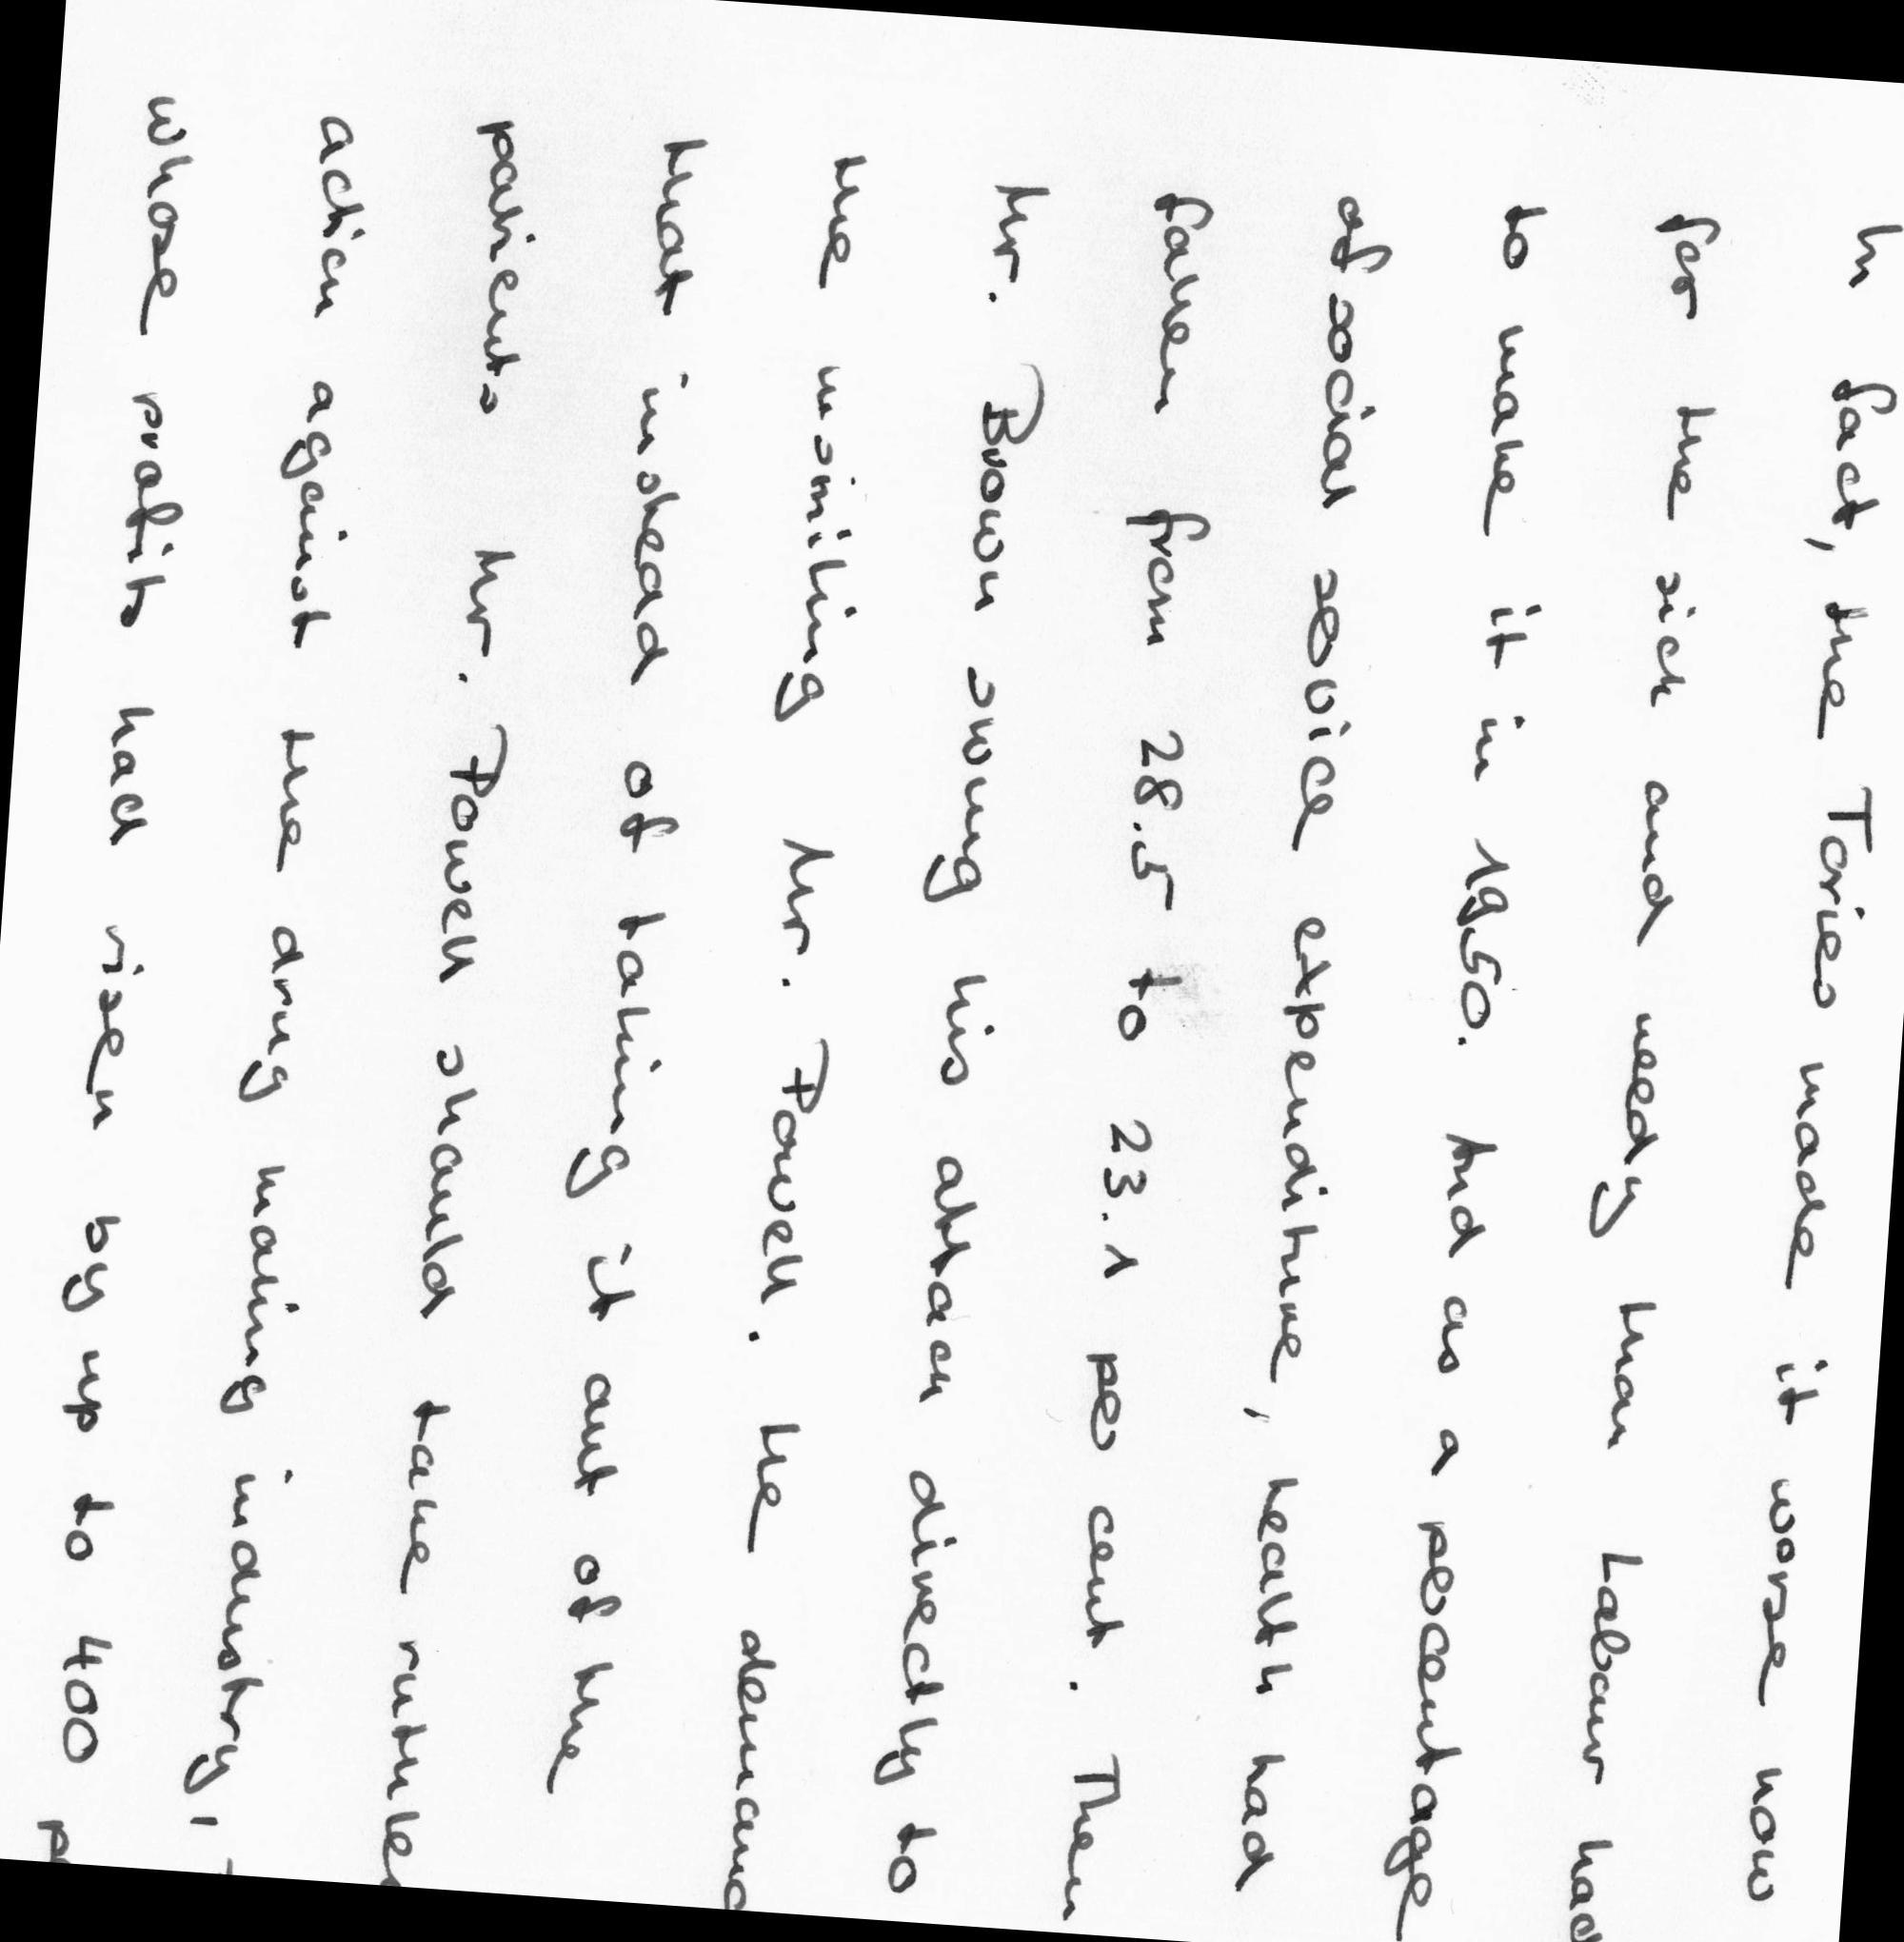 In fact, the Tories made it worse now
for the sick and needy than Labour had
to make it in 1950. And as a percentage
of social service expenditure, health had
fallen from 28.5 to 23.1 per cent. Then
Mr. Brown swung his attack directly to
the unsmiling Mr. Powell. He
that instead of taking it out of the
patients Mr. Powell should take
action against the drug making industry,
whose profits had risen by up to 400